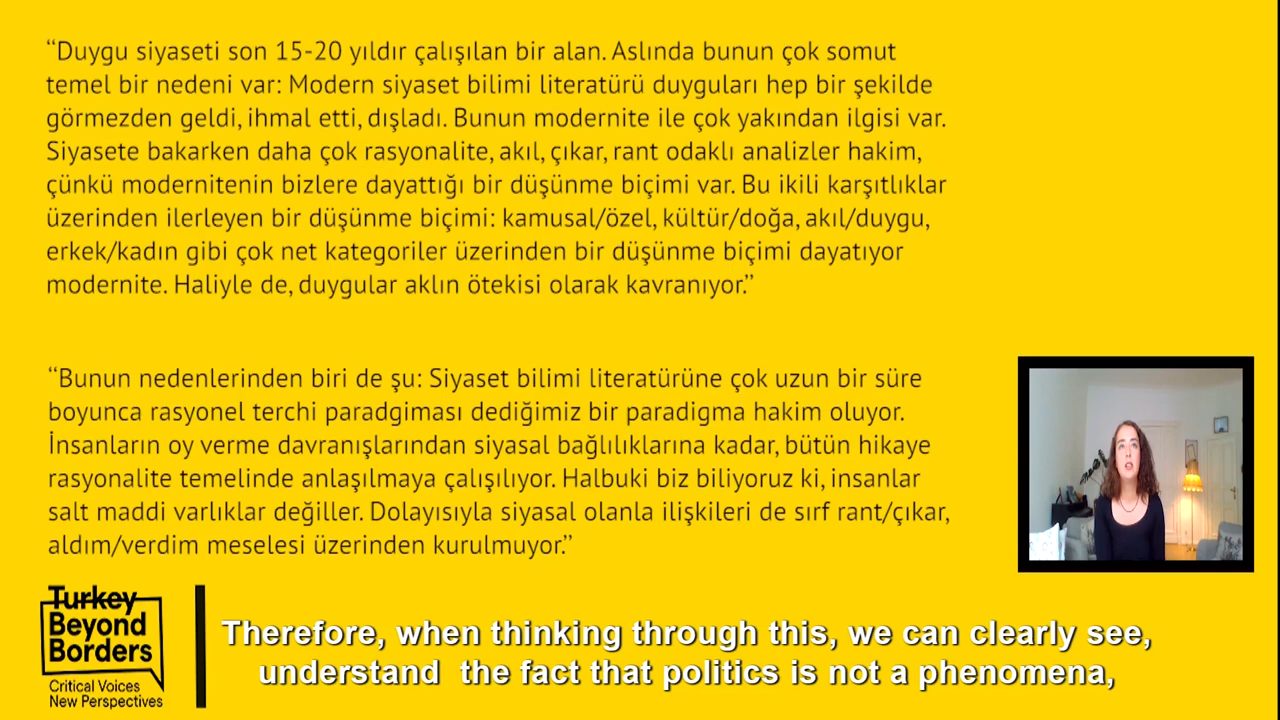 “Duygu siyaseti son 15-20 yıldır çalışılan bir alan. Aslında bunun çok somut
temel bir nedeni var: Modern siyaset bilimi literatürü duyguları hep bir şekilde
görmezden geldi, ihmal etti, dışladı. Bunun modernite ile çok yakından ilgisi var.
Siyasete bakarken daha çok rasyonalite, akıl, çıkar, rant odaklı analizler hakim,
çünkü modernitenin bizlere dayattığı bir düşünme biçimi var. Bu ikili karşıtlıklar
üzerinden ilerleyen bir düşünme biçimi: kamusal/özel, kültür/doğa, akıl/duygu,
erkek/kadın gibi çok net kategoriler üzerinden bir düşünme biçimi dayatıyor
modernite. Haliyle de, duygular aklın ötekisi olarak kavranıyor.”
“Bunun nedenlerinden biri de şu: Siyaset bilimi literatürüne çok uzun bir süre
boyunca rasyonel terchi paradgiması dediğimiz bir paradigma hakim oluyor.
İnsanların oy verme davranışlarından siyasal bağlılıklarına kadar, bütün hikaye
rasyonalite temelinde anlaşılmaya çalışılıyor. Halbuki biz biliyoruz ki, insanlar
salt maddi varlıklar değiller. Dolayısıyla siyasal olanla ilişkileri de sırf rant/çıkar,
aldım/verdim meselesi üzerinden kurulmuyor.”
Turkey
Beyond
Borders
Critical Voices
New Perspectives
Therefore, when thinking through this, we can clearly see,
understand  the fact that politics is not a phenomena,